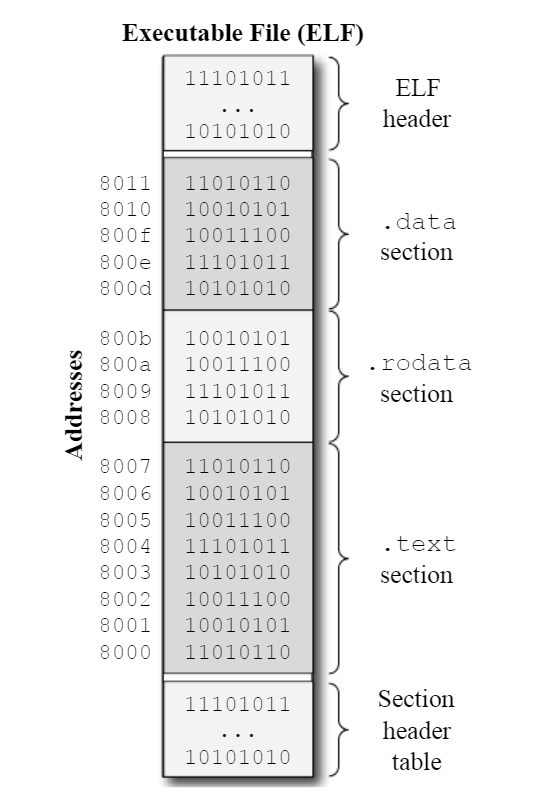 Executable File (ELF)
11101011
...
10101010
ELF
header
8011 11010110
8010 10010101
800f 10011100
800e 11101011
800d 10101010
.data
section
800b 10010101
800a 10011100
8009 11101011
8008 10101010
.rodata
section
Addresses
8007 11010110
8006 10010101
8005 10011100
8004 11101011
8003 10101010
8002 10011100
8001 10010101
8000 11010110
.text
section
11101011
...
10101010
Section
header
table